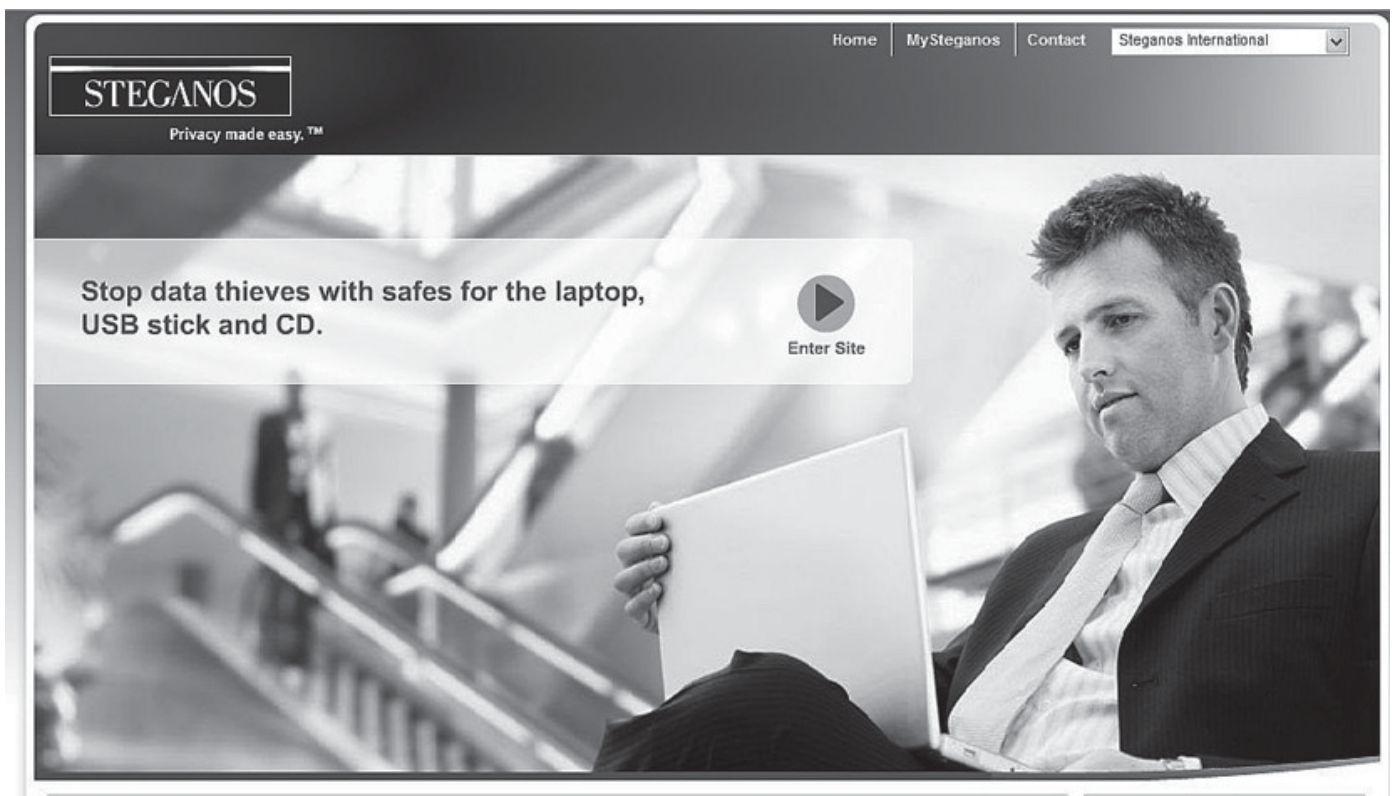 Home MySteganos Contact Steganos International
STEGANOS
Privacy made easy.™
Stop data thieves with safes for the laptop,
USB stick and CD.
Enter Site